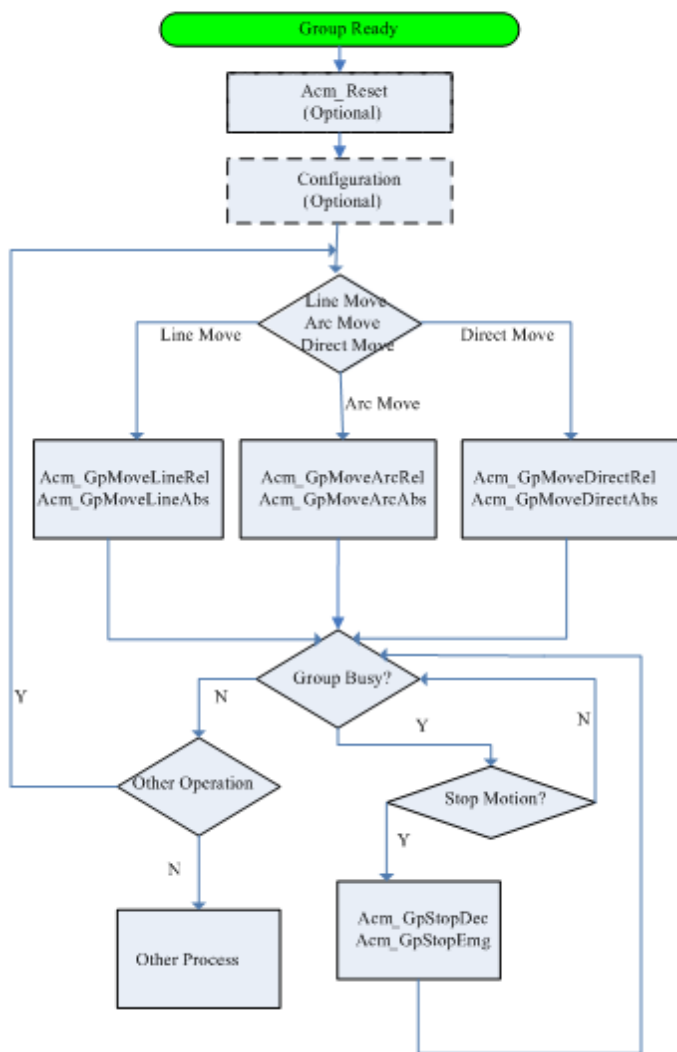 Group Ready
Acm_Reset
(Optional)
Configuration
(Optional)
Line Move
Arc Move
Direct Move
Line Move
Direct Move
Arc Move
Acm_GpMoveLineRel
Acm_GpMoveLineAbs
Acm_GpMoveArcRel
Acm_GpMoveArcAbs
Acm_GpMoveDirectRel
Acm_GpMoveDirectAbs
Group Busy?
Y
N
Y
N
Other Operation
Stop Motion?
N
Y
Other Process
Acm_GpStopDec
Acm_GpStopEmg